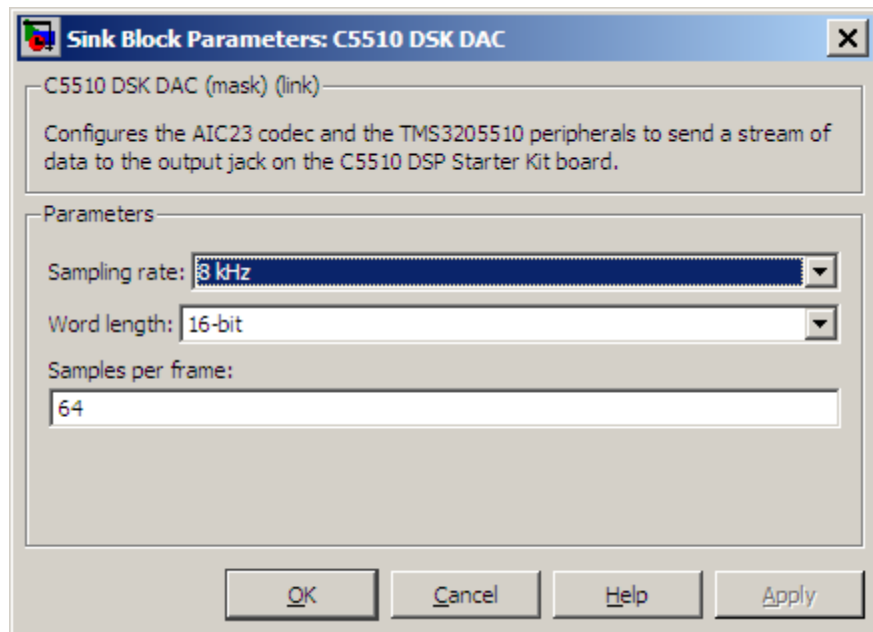 Sink Block Parameters: C5510 DSK DAC
C5510 DSK DAC (mask) (link)
Configures the AIC23 codec and the TMS3205510 peripherals to send a stream of
data to the output jack on the C5510 DSP Starter Kit board.
Parameters
Sampling rate: 8 kHz
Word length: 16-bit
Samples per frame:
64
OK Cancel Help Apply